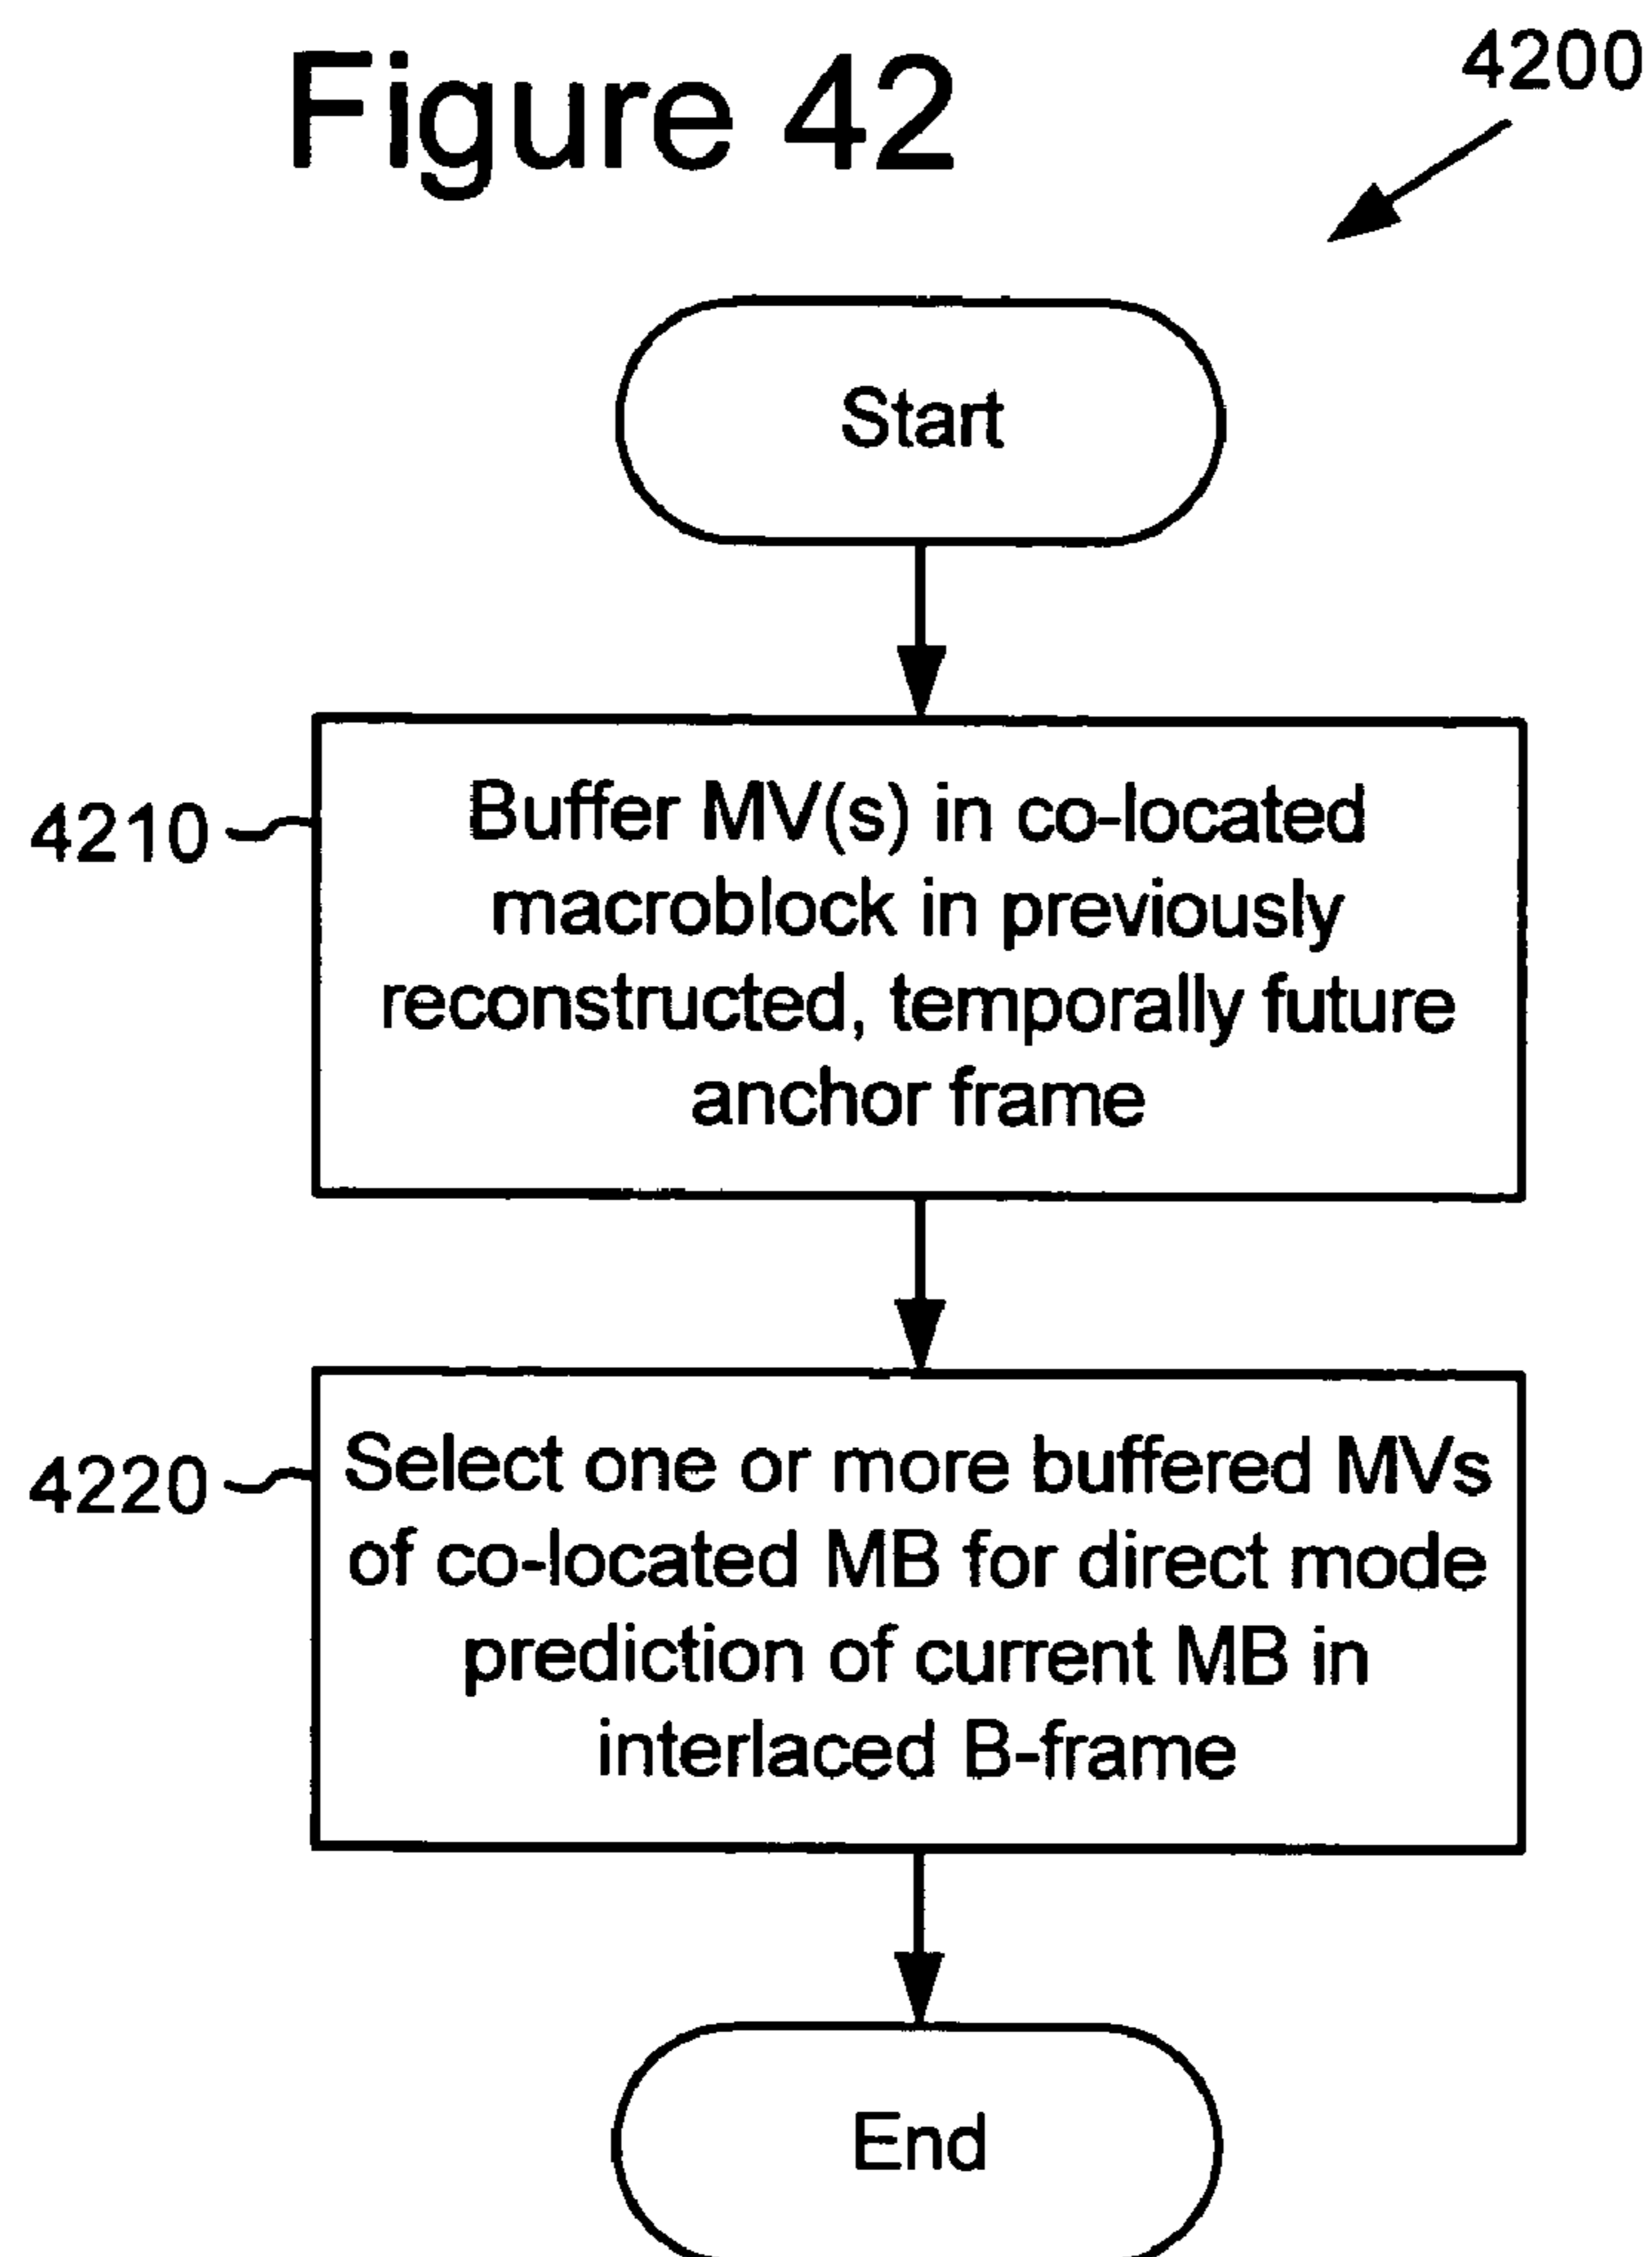 Figure 42
4200
Start
4210
Buffer MV(s) in co-located
macroblock in previously
reconstructed, temporally future
anchor frame
4220
Select one or more buffered MVs
of co-located MB for direct mode
prediction of current MB in
interlaced B-frame
End